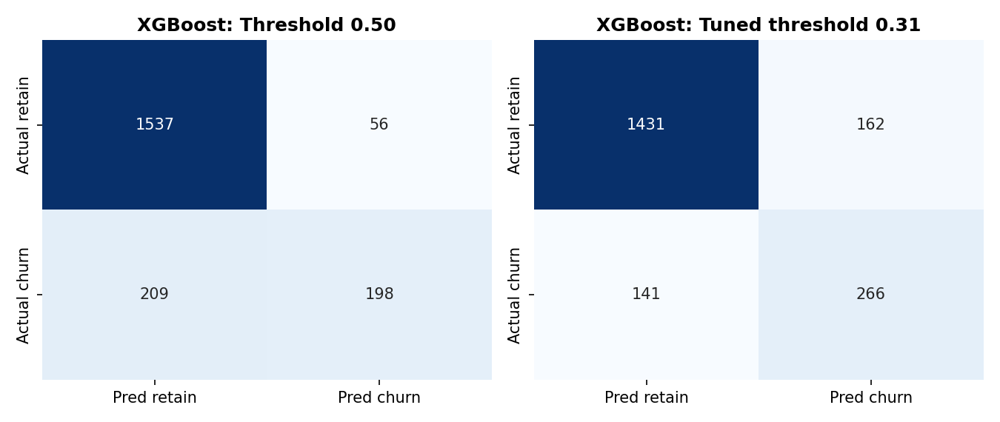 XGBoost: Threshold 0.50
Actual retain
Actual churn
1537
56
209
198
Pred retain
Pred churn
XGBoost: Tuned threshold 0.31
Actual retain
Actual churn
1431
162
141
266
Pred retain
Pred churn